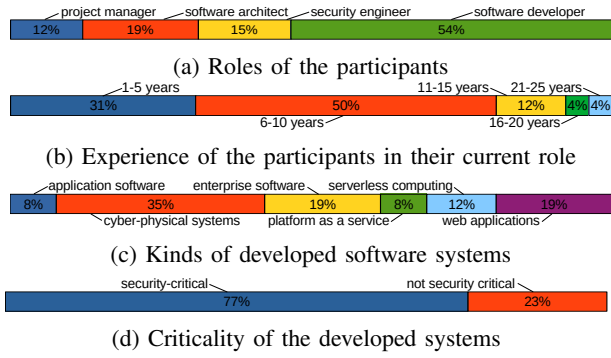 project manager software architect security engineer software developer
12% 19% 15% 54%
(a) Roles of the participants
1-5 years 11-15 years 21-25 years
31% 50% 12% 4% 4%
6-10 years 16-20 years
(b) Experience of the participants in their current role
application software enterprise software serverless computing
8% 35% 19% 8% 12% 19%
cyber-physical systems platform as a service web applications
(c) Kinds of developed software systems
security-critical not security critical
77% 23%
(d) Criticality of the developed systems